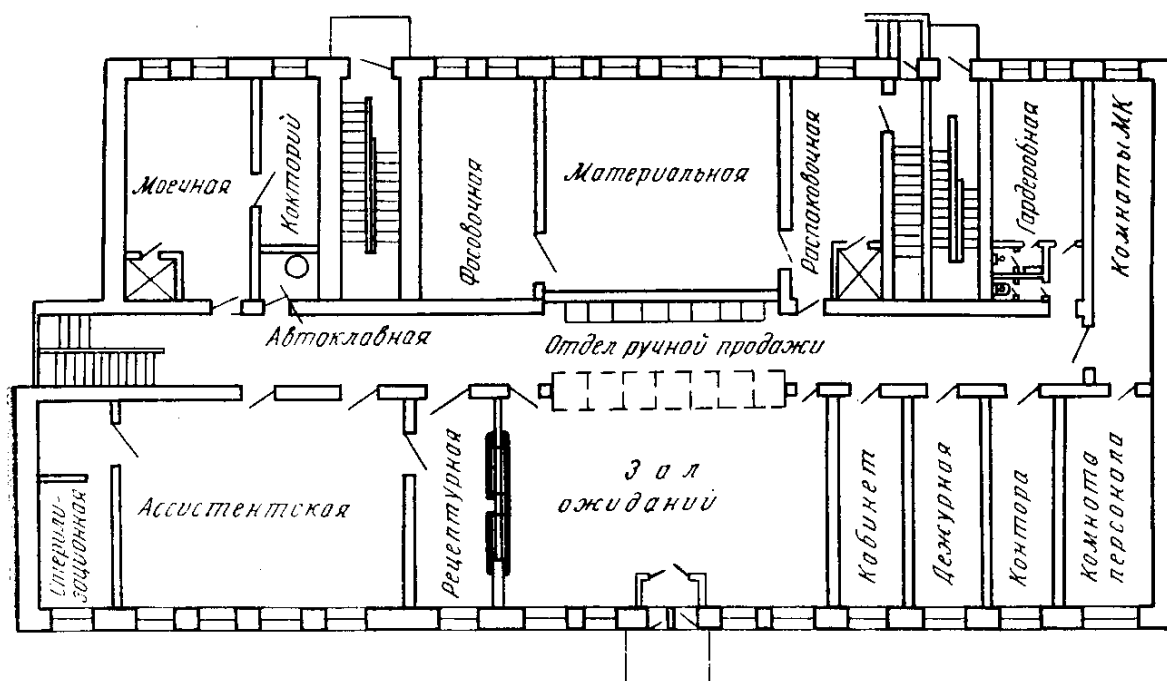 Моечная
Кокторий
Фасовочная
Материальная
Распаковочная
Гардеробная
Комнаты МК
Автоклавная
Отдел ручной продажи
Стерили-
зационная
Ассистентская
Рецептурная
Зал
ожиданий
Кабинет
Дежурная
Контора
Комната
персонала